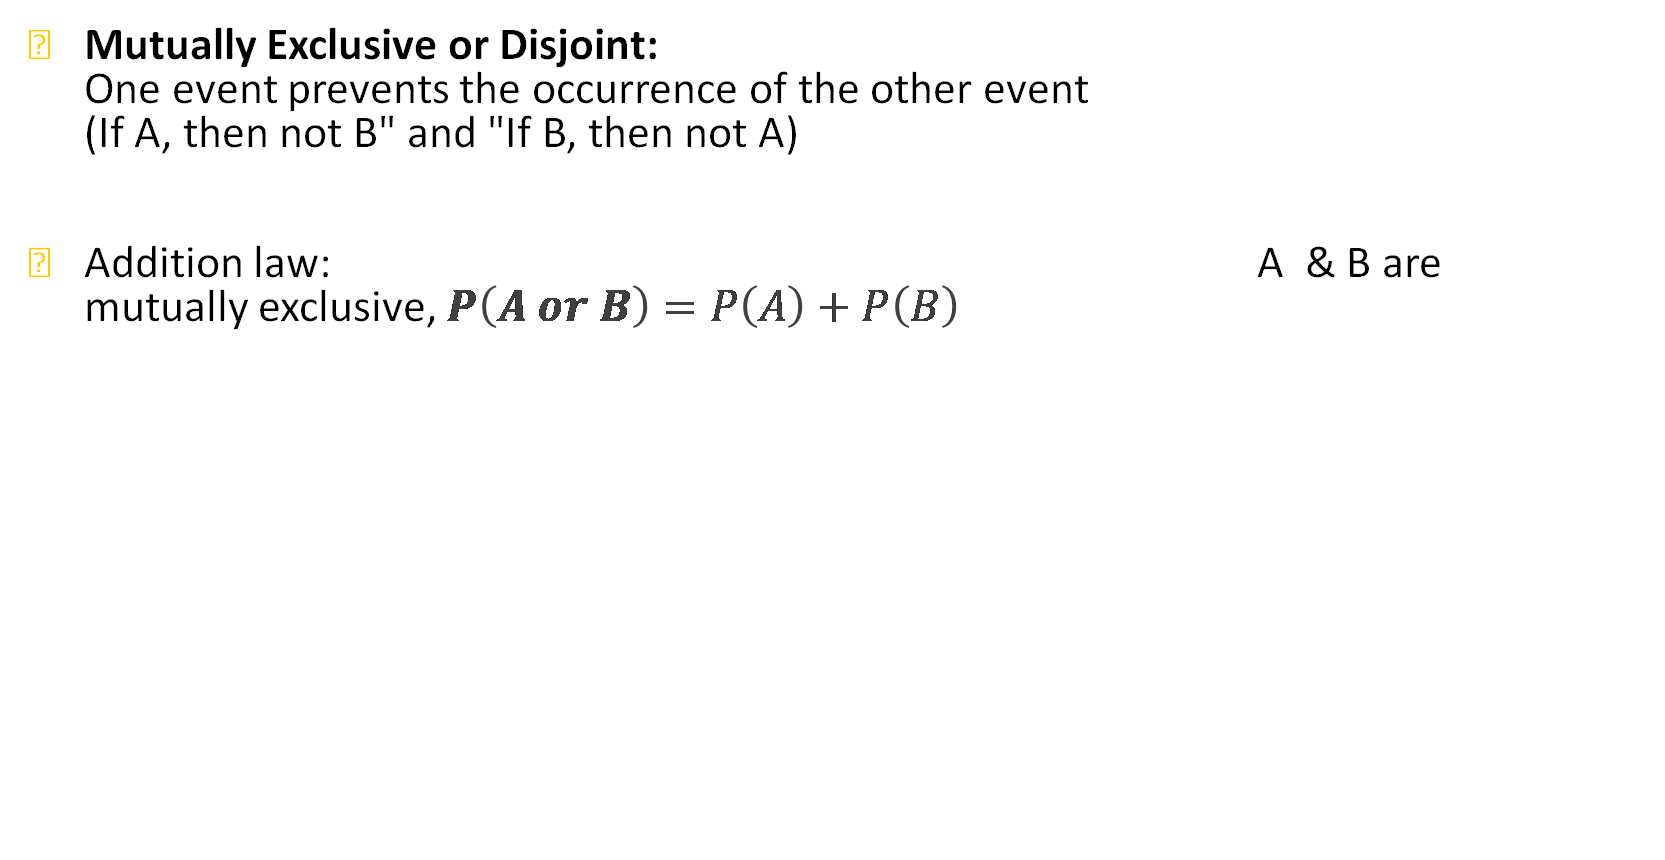 Mutually Exclusive or Disjoint:
One event prevents the occurrence of the other event
(If A, then not B" and "If B, then not A)
Addition law: A & B are
mutually exclusive, P(A or B) = P(A) + P(B)